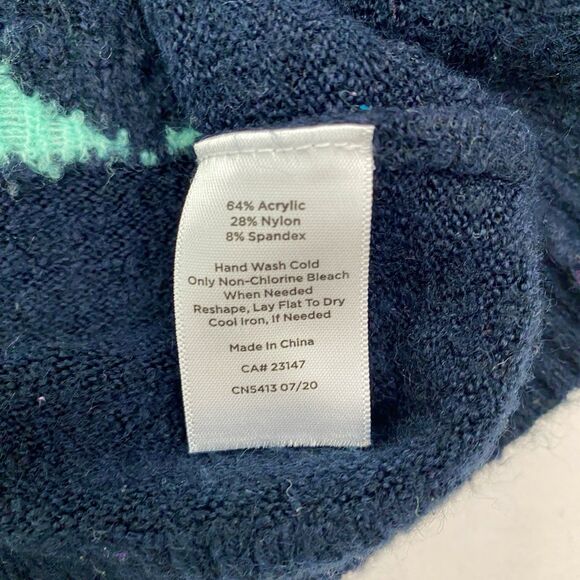 64% Acrylic
28% Nylon
8% Spandex
Hand Wash Cold
Only Non-Chlorine Bleach
When Needed
Reshape, Lay Flat To Dry
Cool Iron, If Needed
Made In China
CA# 23147
CN5413 07/20